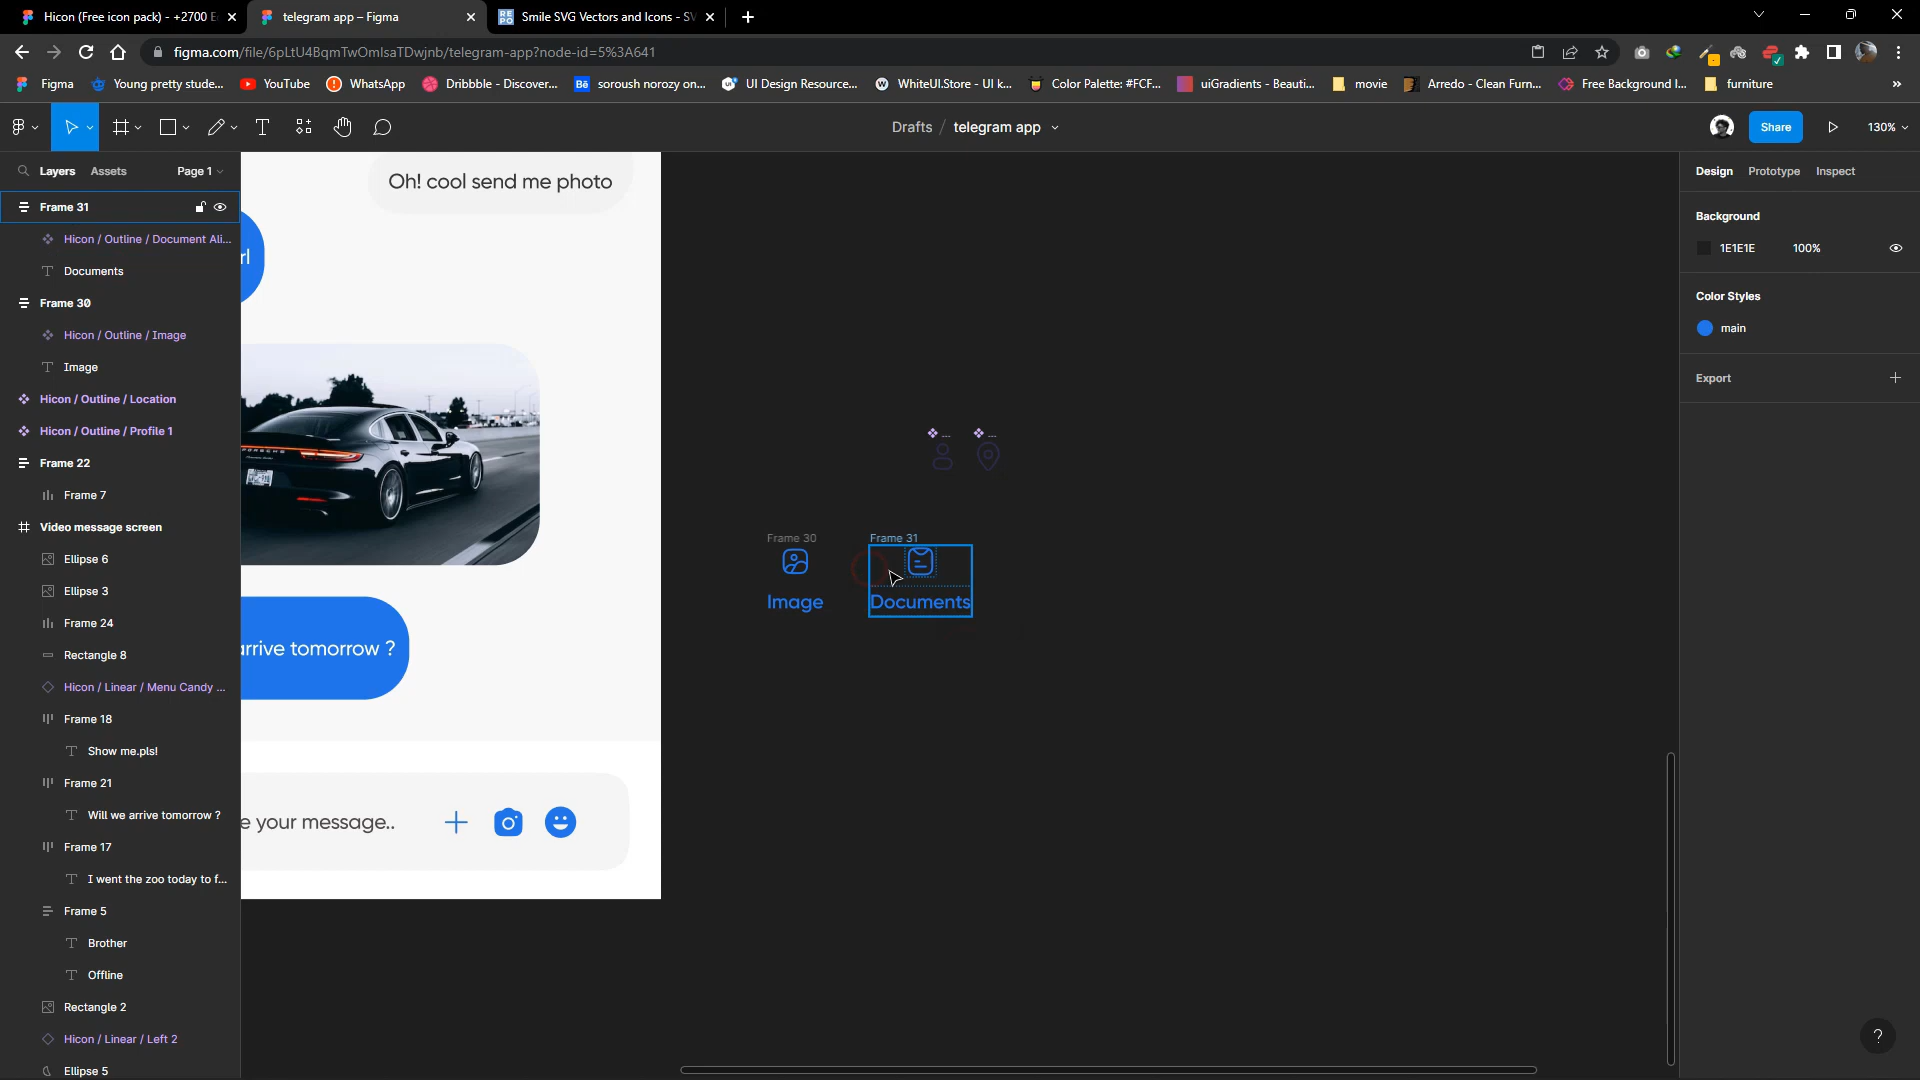 Hicon (Free icon pack) - +2700 E
telegram app – Figma
Smile SVG Vectors and Icons - SV
figma.com/file/6pLtU4BqmTwOmIsaTDwjnb/telegram-app?node-id=5%3A641
Figma
Young pretty stude...
YouTube
WhatsApp
Dribbble - Discover...
Bē soroush norozy on...
UI Design Resource...
WhiteUI.Store - UI k...
Color Palette: #FCF...
uiGradients - Beauti...
movie
Arredo - Clean Furn...
Free Background I...
furniture
Drafts / telegram app
Share
130%
Layers
Assets
Page 1
Design
Prototype
Inspect
Frame 31
Hicon / Outline / Document Ali...
Documents
Frame 30
Hicon / Outline / Image
Image
Hicon / Outline / Location
Hicon / Outline / Profile 1
Frame 22
Frame 7
Video message screen
Ellipse 6
Ellipse 3
Frame 24
Rectangle 8
Hicon / Linear / Menu Candy ...
Frame 18
Show me.pls!
Frame 21
Will we arrive tomorrow ?
Frame 17
I went the zoo today to f...
Frame 5
Brother
Offline
Rectangle 2
Hicon / Linear / Left 2
Ellipse 5
Oh! cool send me photo
rl
arrive tomorrow ?
e your message..
...
...
Frame 30
Image
Frame 31
Documents
Background
1E1E1E
100%
Color Styles
main
Export
?